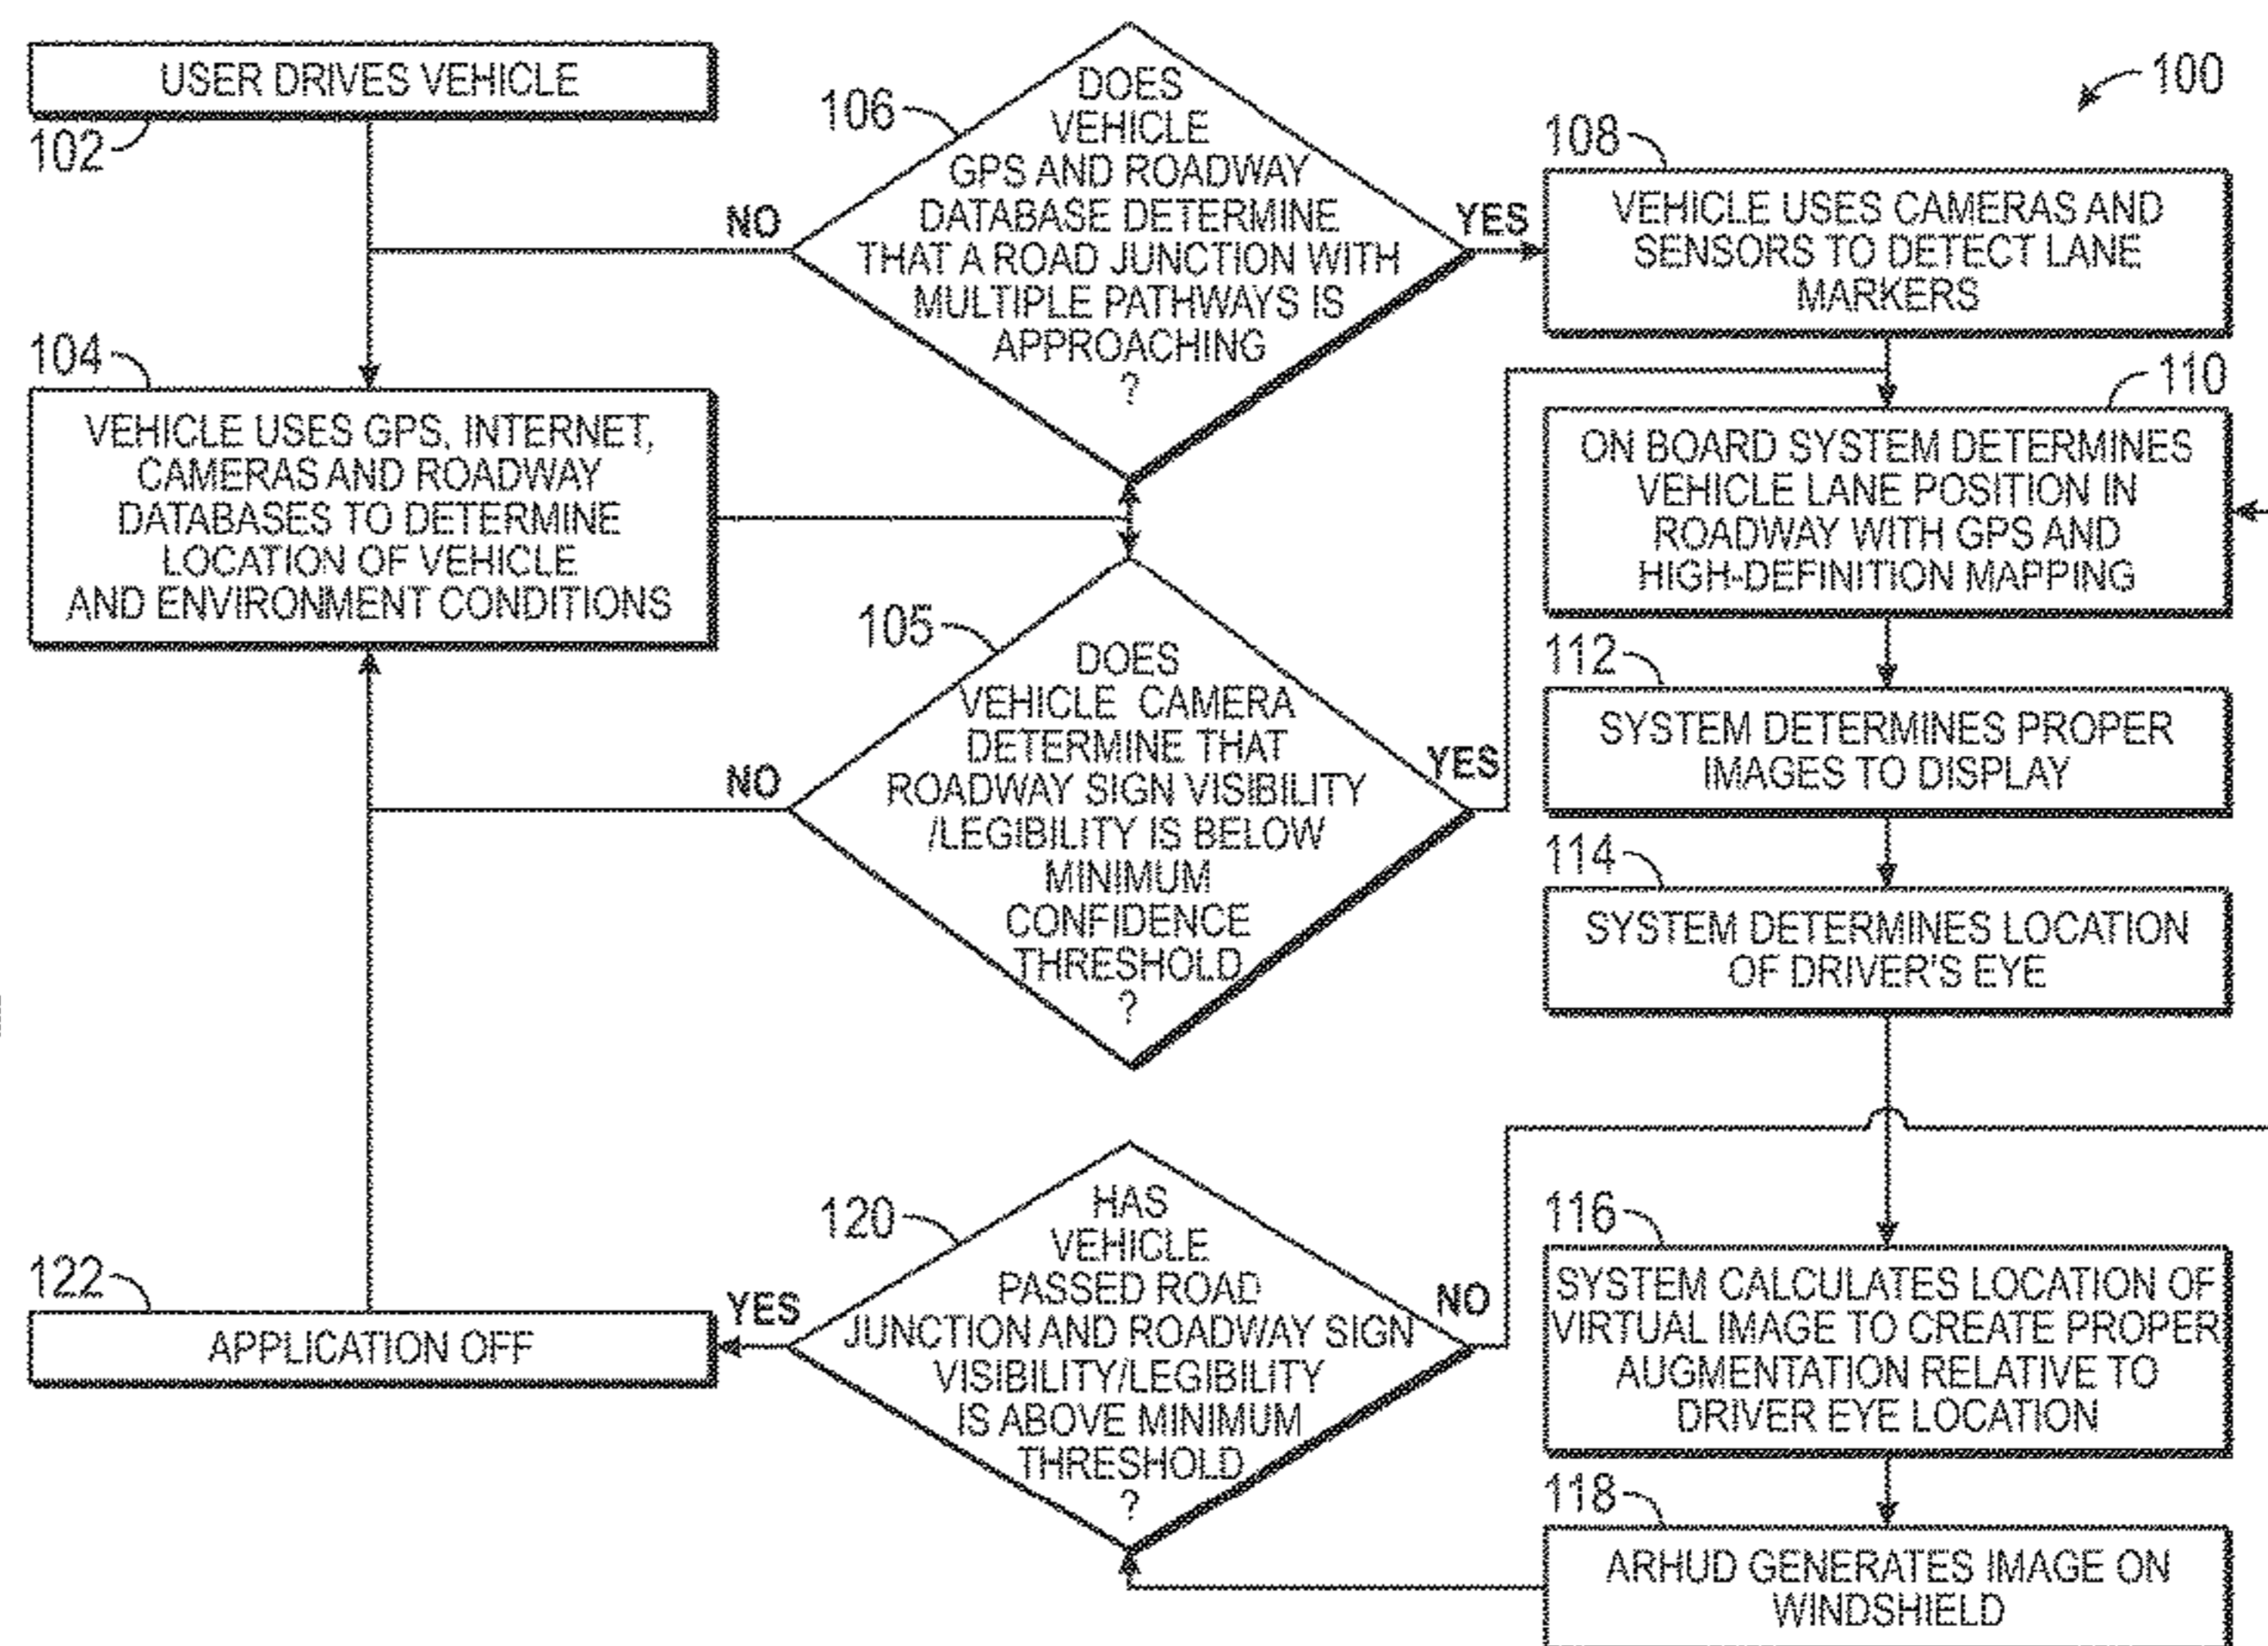 100
USER DRIVES VEHICLE
102
104
VEHICLE USES GPS, INTERNET,
CAMERAS AND ROADWAY
DATABASES TO DETERMINE
LOCATION OF VEHICLE
AND ENVIRONMENT CONDITIONS
106
DOES
VEHICLE
GPS AND ROADWAY
DATABASE DETERMINE
THAT A ROAD JUNCTION WITH
MULTIPLE PATHWAYS IS
APPROACHING
?
NO
YES
105
DOES
VEHICLE CAMERA
DETERMINE THAT
ROADWAY SIGN VISIBILITY
/LEGIBILITY IS BELOW
MINIMUM
CONFIDENCE
THRESHOLD
?
NO
YES
108
VEHICLE USES CAMERAS AND
SENSORS TO DETECT LANE
MARKERS
110
ON BOARD SYSTEM DETERMINES
VEHICLE LANE POSITION IN
ROADWAY WITH GPS AND
HIGH-DEFINITION MAPPING
112
SYSTEM DETERMINES PROPER
IMAGES TO DISPLAY
114
SYSTEM DETERMINES LOCATION
OF DRIVER'S EYE
116
SYSTEM CALCULATES LOCATION OF
VIRTUAL IMAGE TO CREATE PROPER
AUGMENTATION RELATIVE TO
DRIVER EYE LOCATION
118
ARHUD GENERATES IMAGE ON
WINDSHIELD
120
HAS
VEHICLE
PASSED ROAD
JUNCTION AND ROADWAY SIGN
VISIBILITY/LEGIBILITY
IS ABOVE MINIMUM
THRESHOLD
?
YES
NO
122
APPLICATION OFF